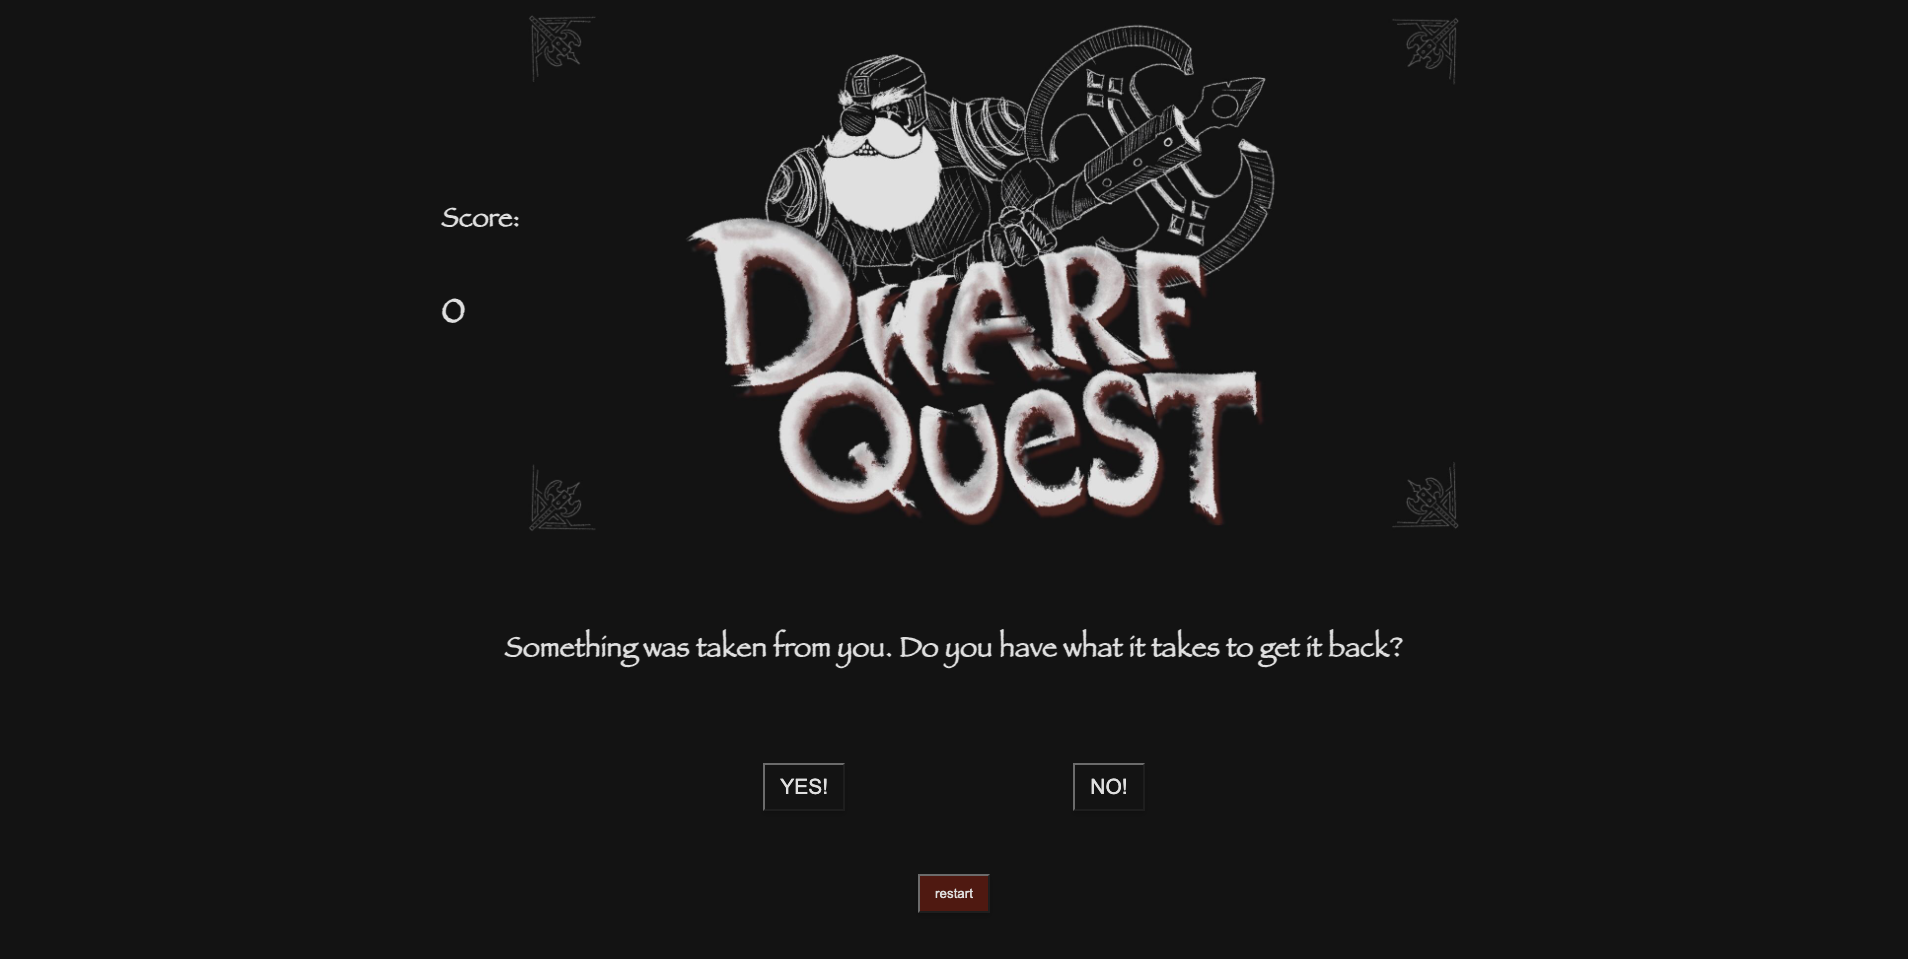 Score:
0
DWARF
QUeST
Something was taken from you. Do you have what it takes to get it back?
YES!
NO!
restart